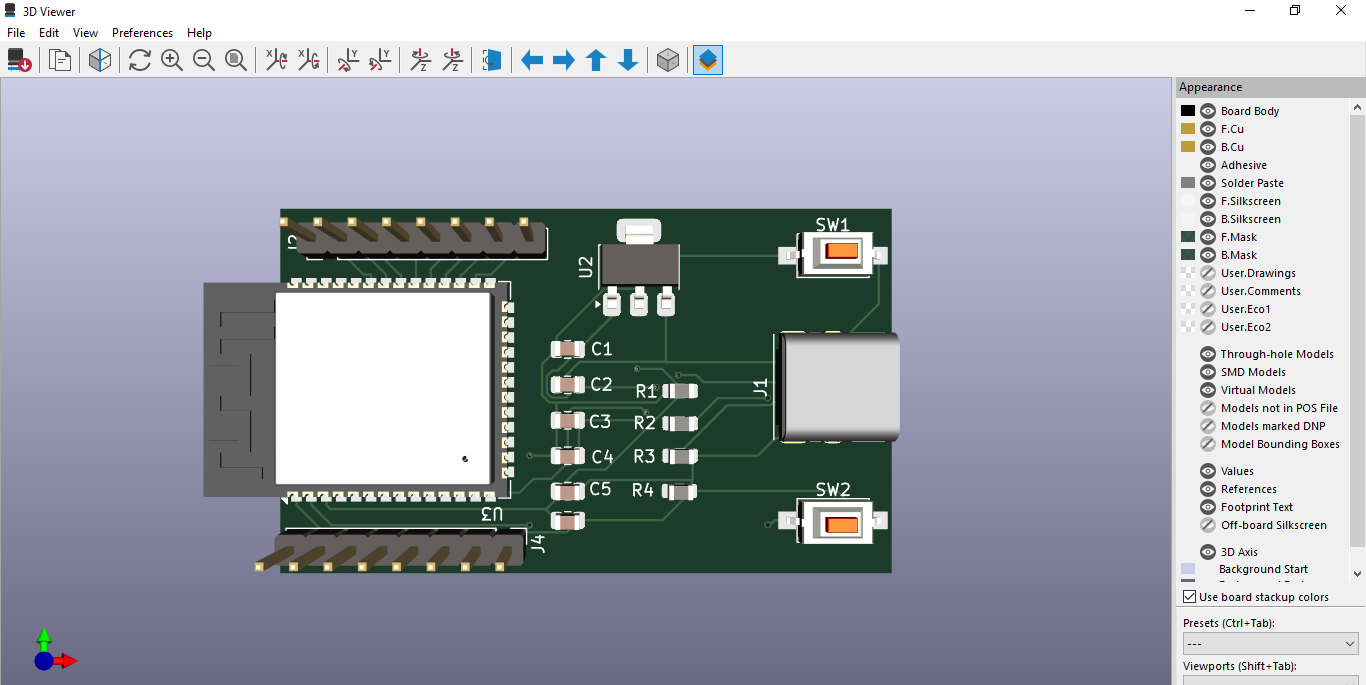 3D Viewer
File Edit View Preferences Help
X X Y Y Z Z
Appearance
Board Body
F.Cu
B.Cu
Adhesive
Solder Paste
F.Silkscreen
B.Silkscreen
F.Mask
B.Mask
User.Drawings
User.Comments
User.Eco1
User.Eco2
Through-hole Models
SMD Models
Virtual Models
Models not in POS File
Models marked DNP
Model Bounding Boxes
Values
References
Footprint Text
Off-board Silkscreen
3D Axis
Background Start
Use board stackup colors
Presets (Ctrl+Tab):
---
Viewports (Shift+Tab):
SW1
U2
C1
C2
R1
J1
C3
R2
C4
R3
C5
R4
SW2
U3
J4